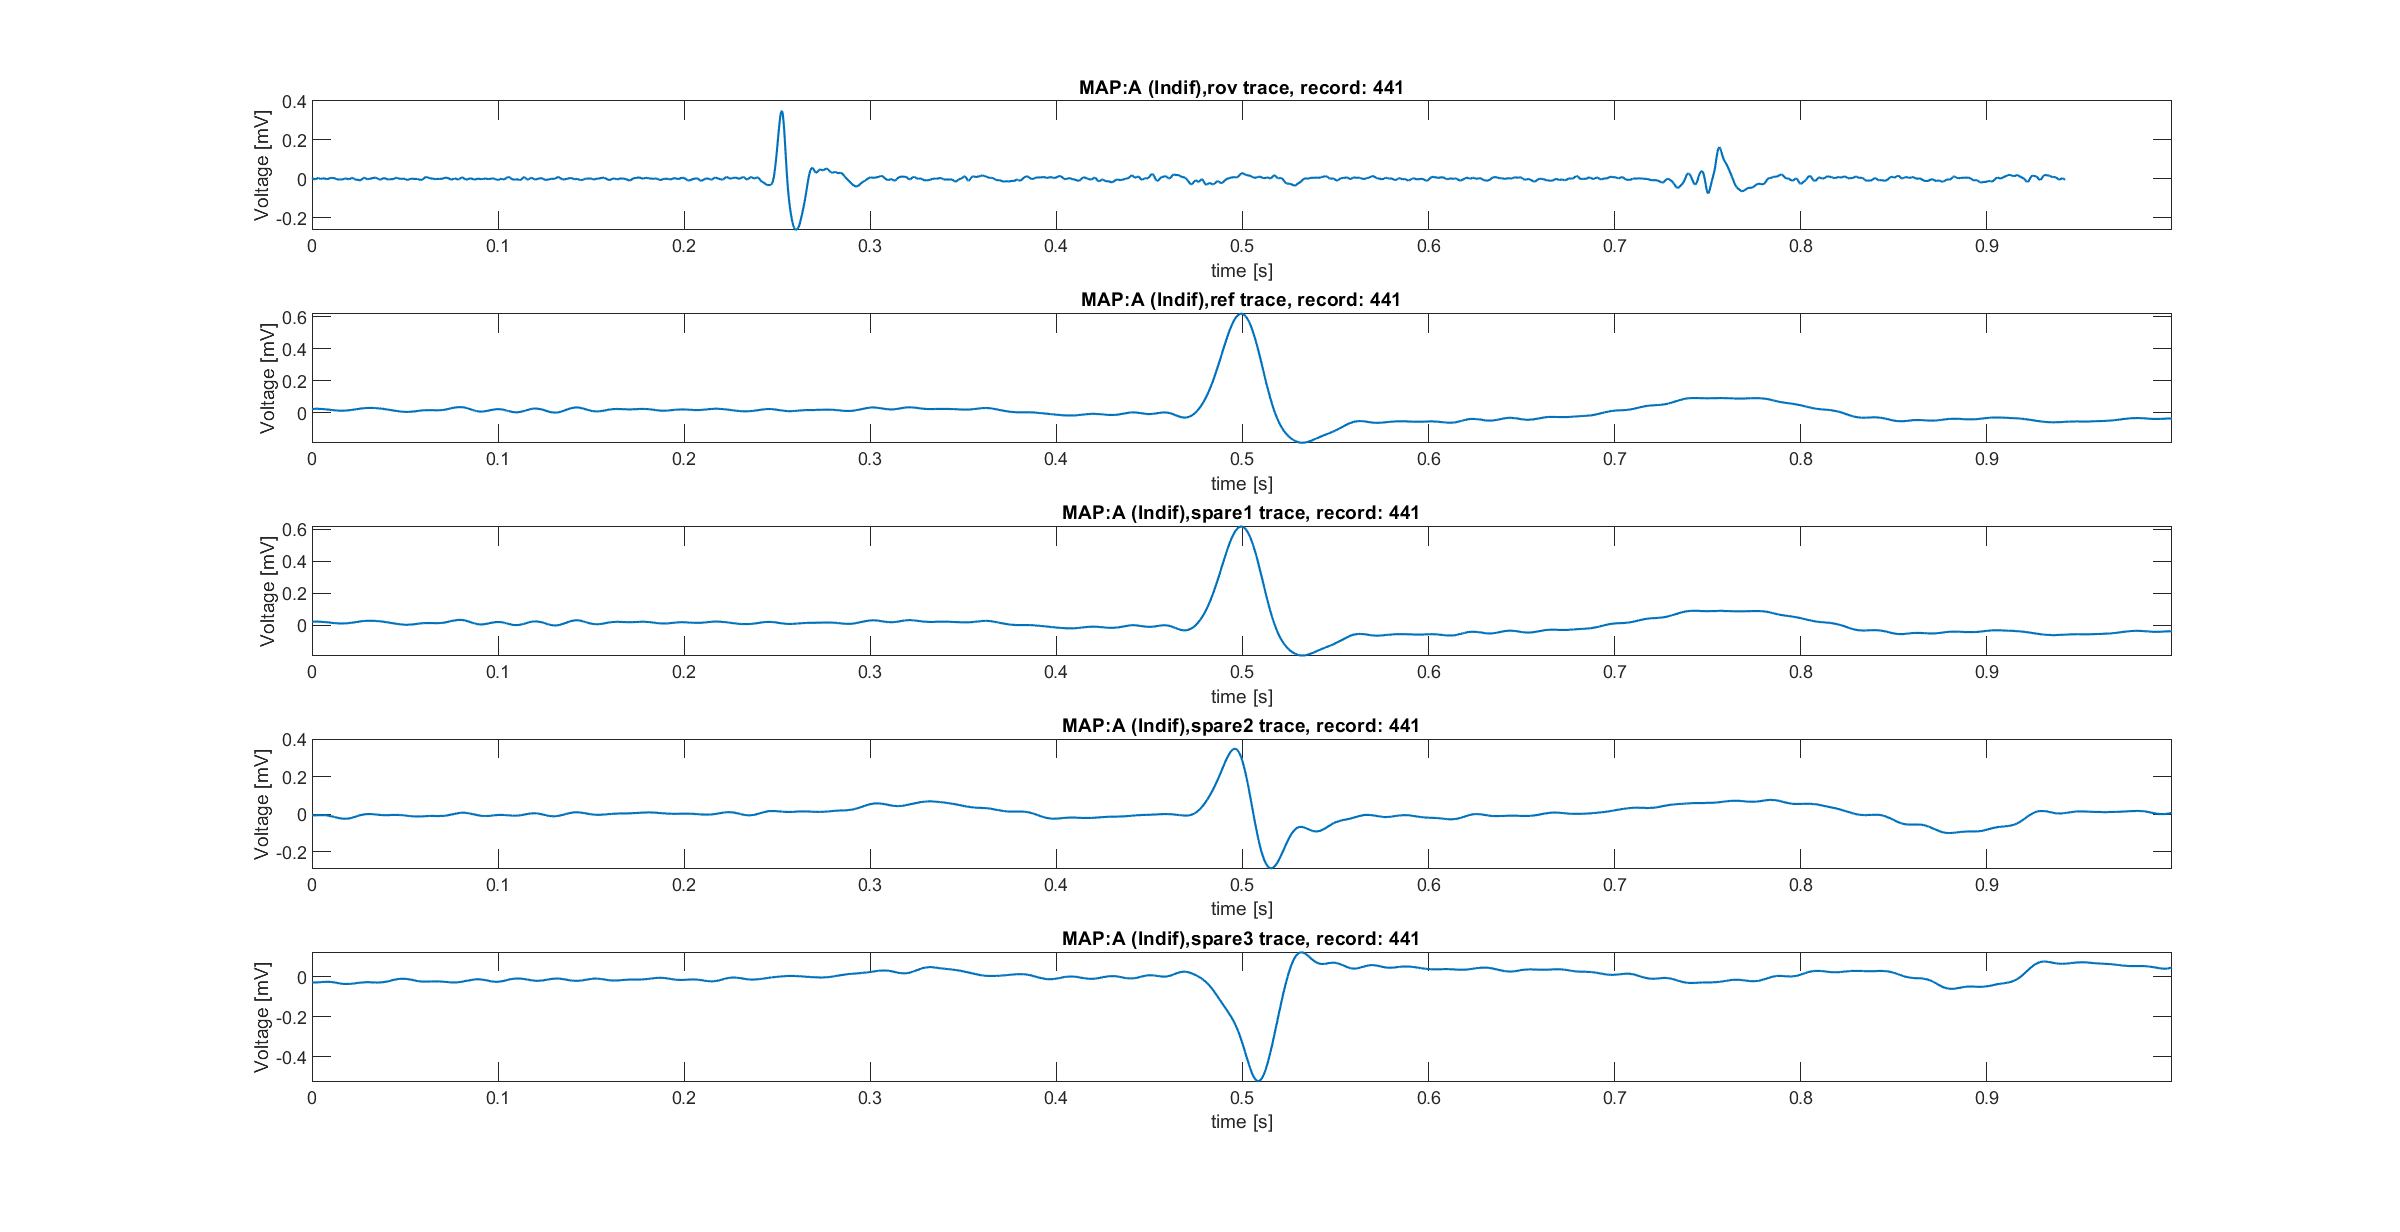 MAP:A (Indif),rov trace, record: 441
Voltage [mV]
0.4
0.2
0
-0.2
0 0.1 0.2 0.3 0.4 0.5 0.6 0.7 0.8 0.9
time [s]
MAP:A (Indif),ref trace, record: 441
Voltage [mV]
0.6
0.4
0.2
0
0 0.1 0.2 0.3 0.4 0.5 0.6 0.7 0.8 0.9
time [s]
MAP:A (Indif),spare1 trace, record: 441
Voltage [mV]
0.6
0.4
0.2
0
0 0.1 0.2 0.3 0.4 0.5 0.6 0.7 0.8 0.9
time [s]
MAP:A (Indif),spare2 trace, record: 441
Voltage [mV]
0.4
0.2
0
-0.2
0 0.1 0.2 0.3 0.4 0.5 0.6 0.7 0.8 0.9
time [s]
MAP:A (Indif),spare3 trace, record: 441
Voltage [mV]
0
-0.2
-0.4
0 0.1 0.2 0.3 0.4 0.5 0.6 0.7 0.8 0.9
time [s]